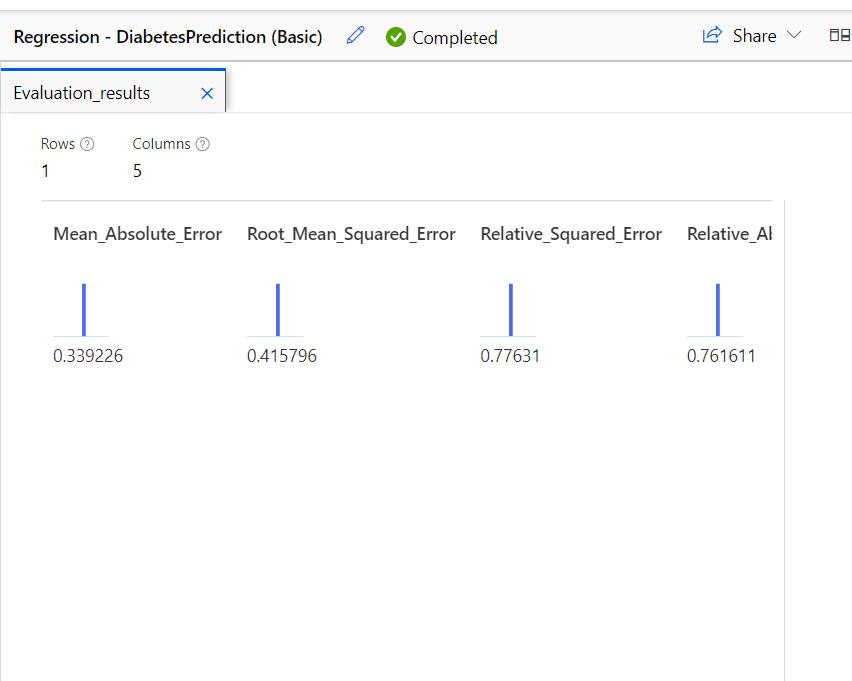 Regression - DiabetesPrediction (Basic) Completed Share
Evaluation_results
Rows Columns
1 5
Mean_Absolute_Error Root_Mean_Squared_Error Relative_Squared_Error Relative_Al
0.339226 0.415796 0.77631 0.761611